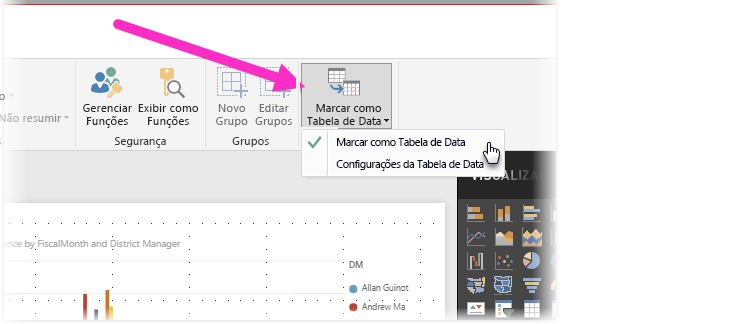 Não resumir
Gerenciar
Funções
Exibir como
Funções
Segurança
Novo
Grupo
Editar
Grupos
Grupos
Marcar como
Tabela de Data
Marcar como Tabela de Data
Configurações da Tabela de Data
nce by FiscalMonth and District Manager
DM
Allan Guinot
Andrew Ma